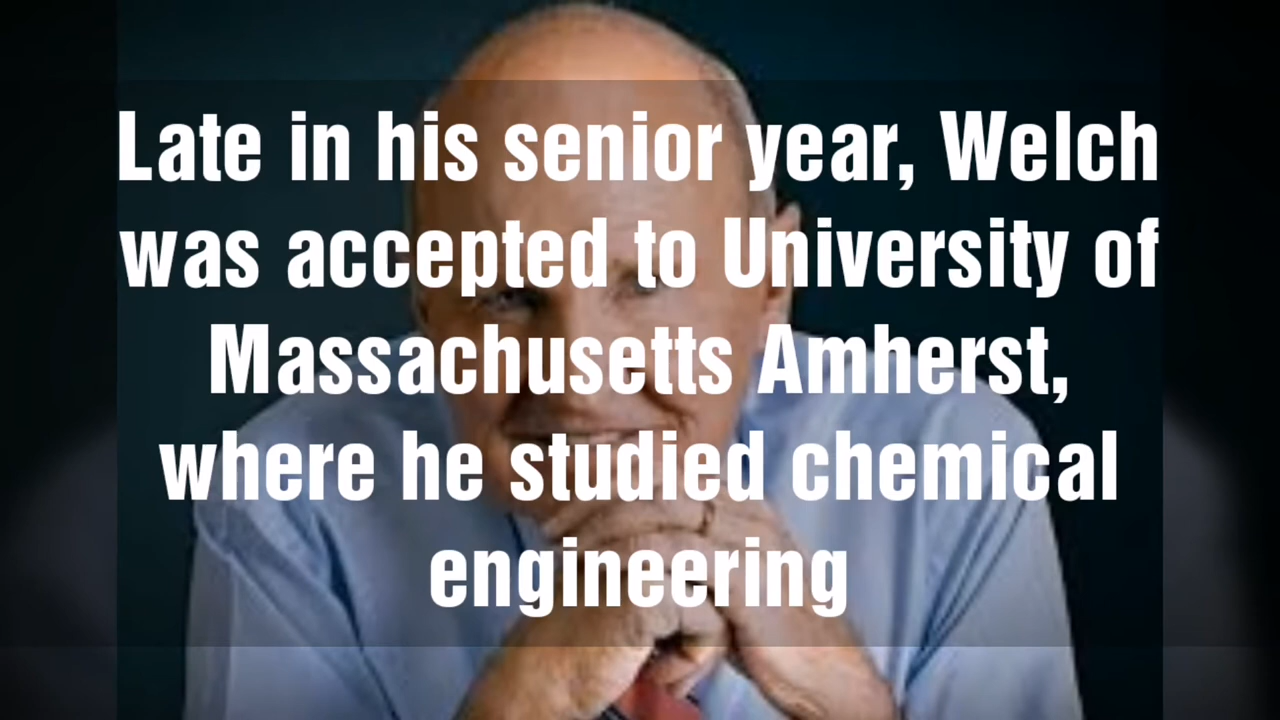 Late in his senior year, Welch
was accepted to University of
Massachusetts Amherst,
where he studied chemical
engineering